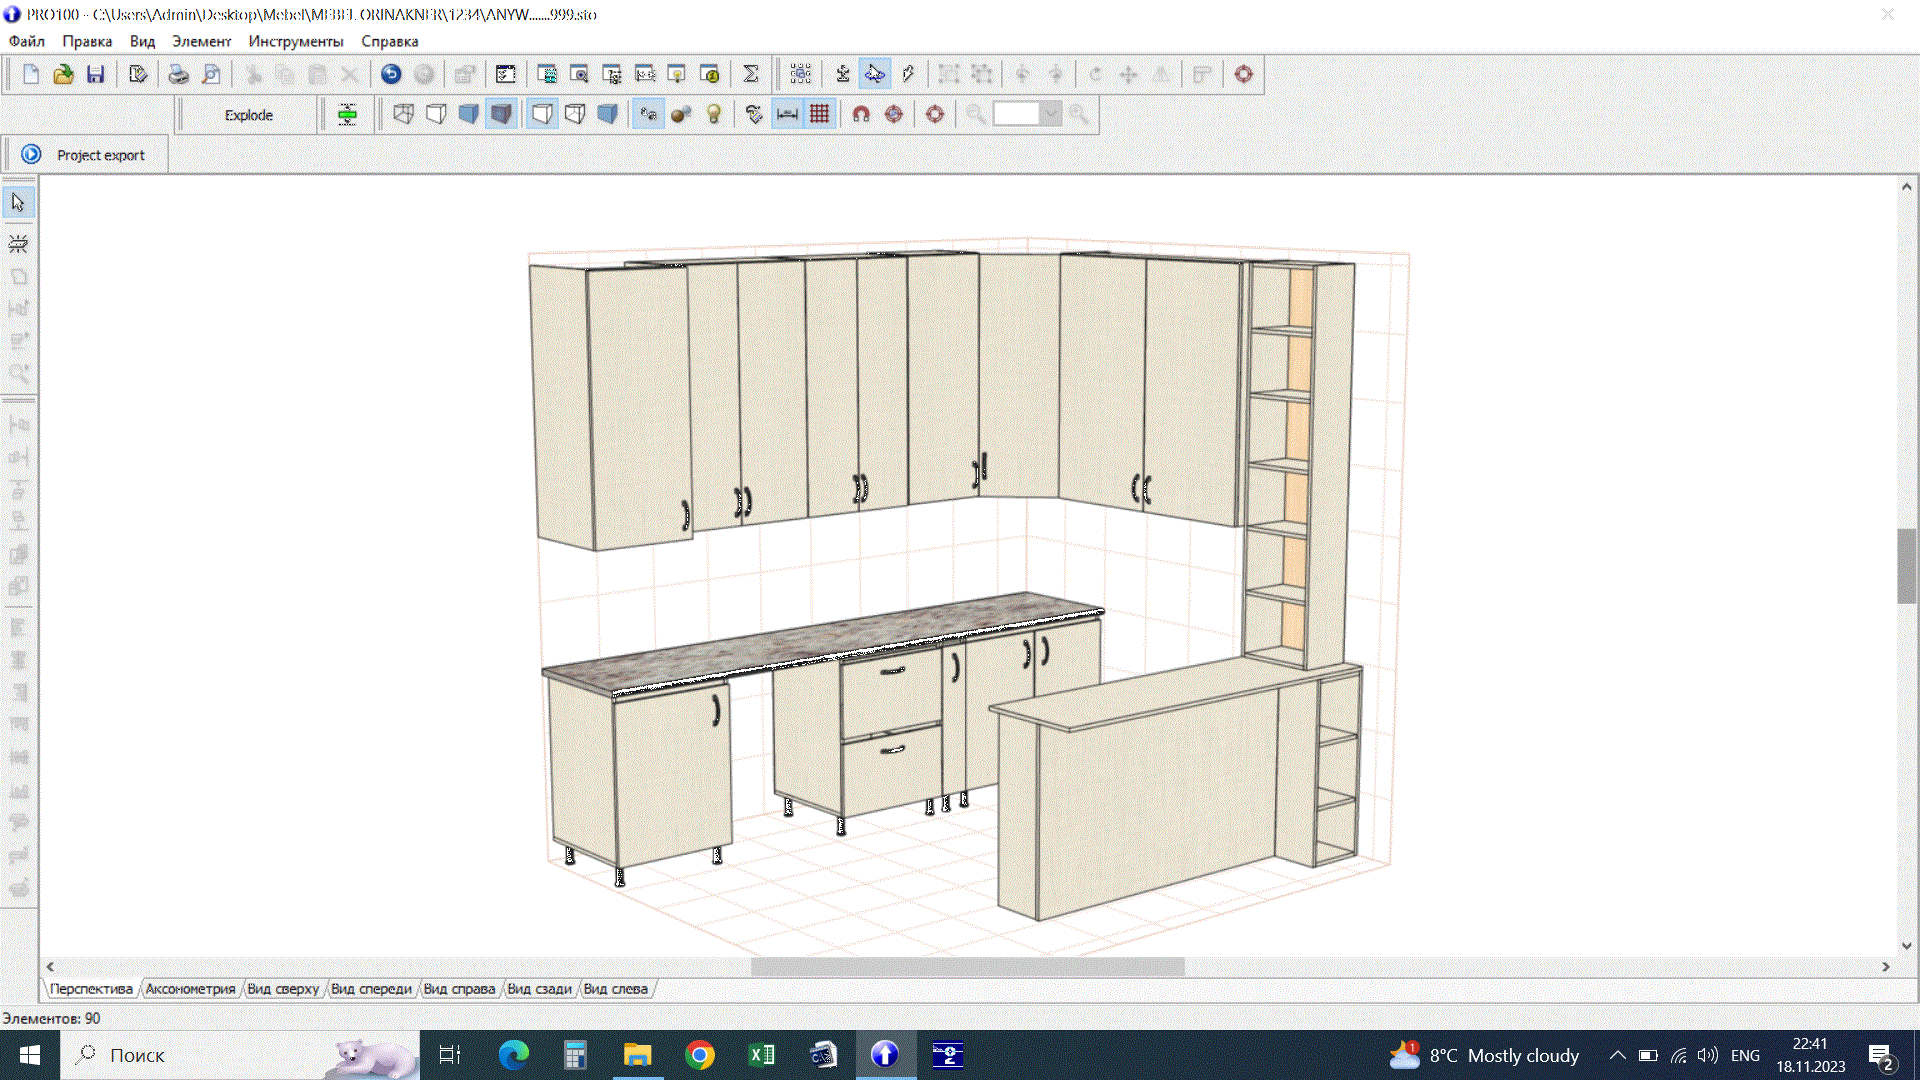 PRO100 - C:\Users\Admin\Desktop\Mebel\MEBEL ORINAKNER\1234\ANYW.......999.sto
Файл Правка Вид Элемент Инструменты Справка
Explode
Project export
Перспектива Аксонометрия Вид сверху Вид спереди Вид справа Вид сзади Вид слева
Элементов: 90
Поиск
1 8°C Mostly cloudy ENG
22:41
18.11.2023
2